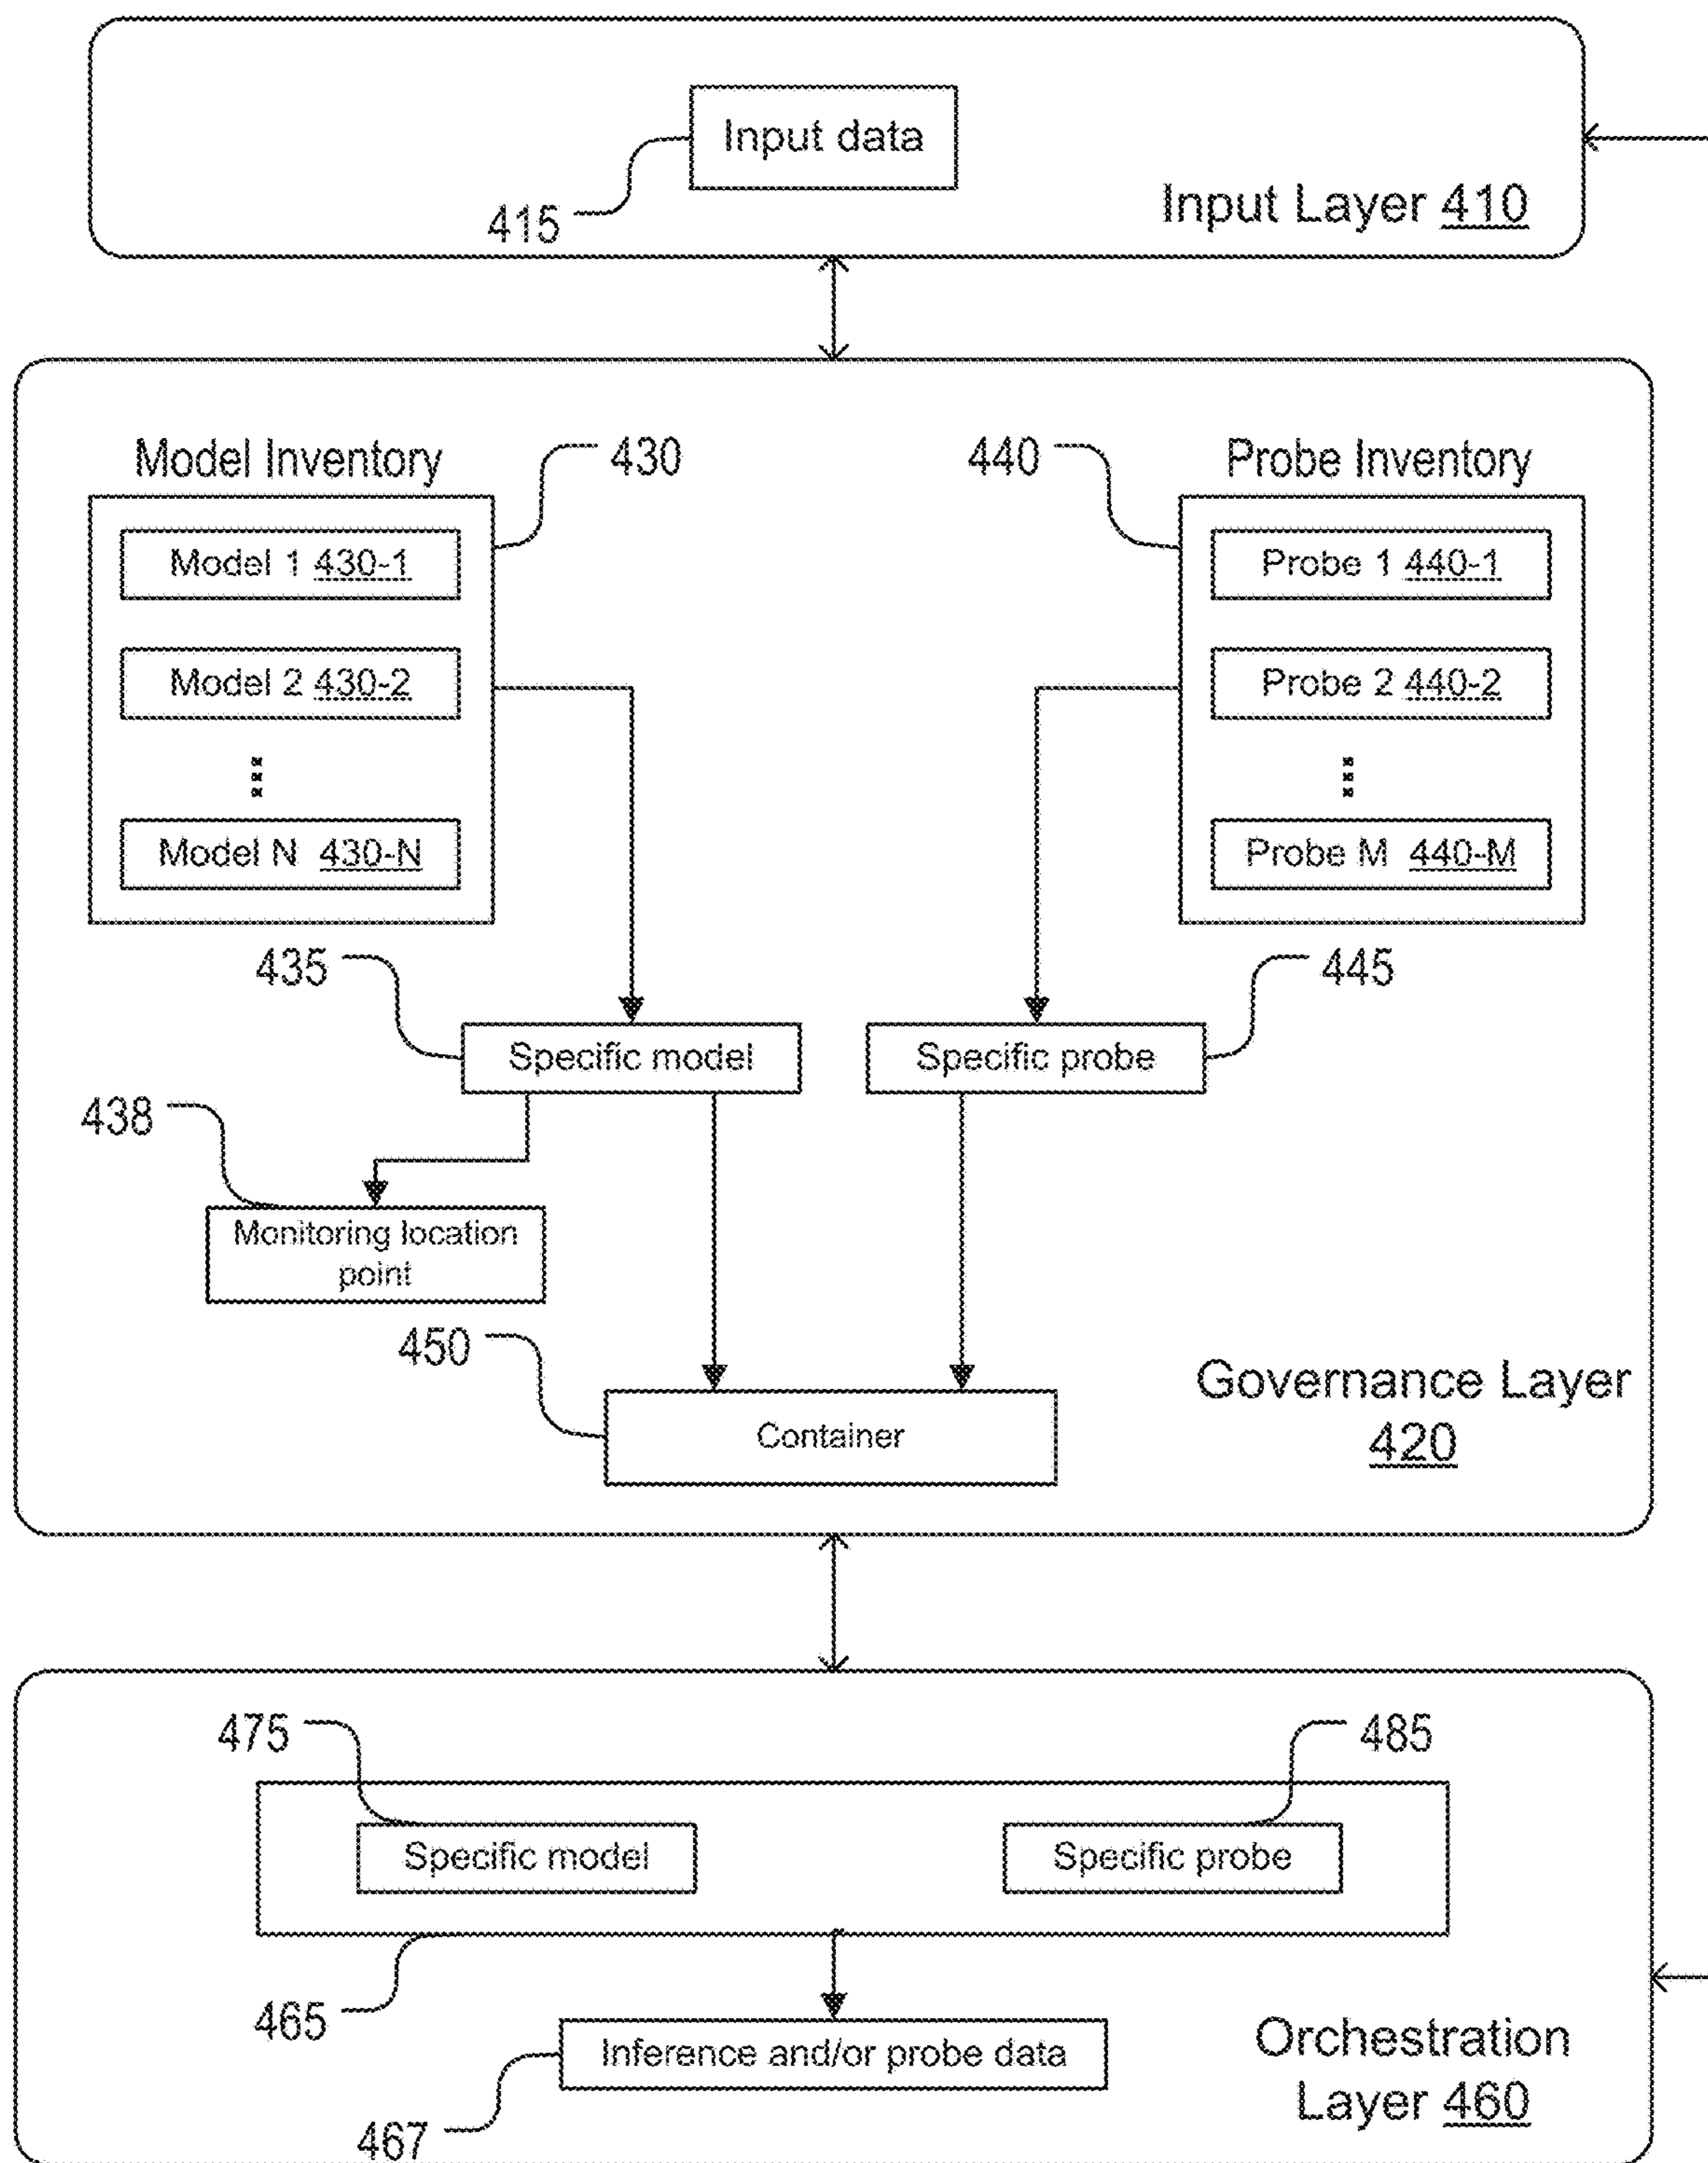 Input data
415
Input Layer 410
Model Inventory
430
440
Probe Inventory
Model 1 430-1
Model 2 430-2
Model N 430-N
Probe 1 440-1
Probe 2 440-2
Probe M 440-M
435
445
Specific model
Specific probe
438
Monitoring location
point
450
Container
Governance Layer
420
475
485
Specific model
Specific probe
465
Inference and/or probe data
467
Orchestration
Layer 460